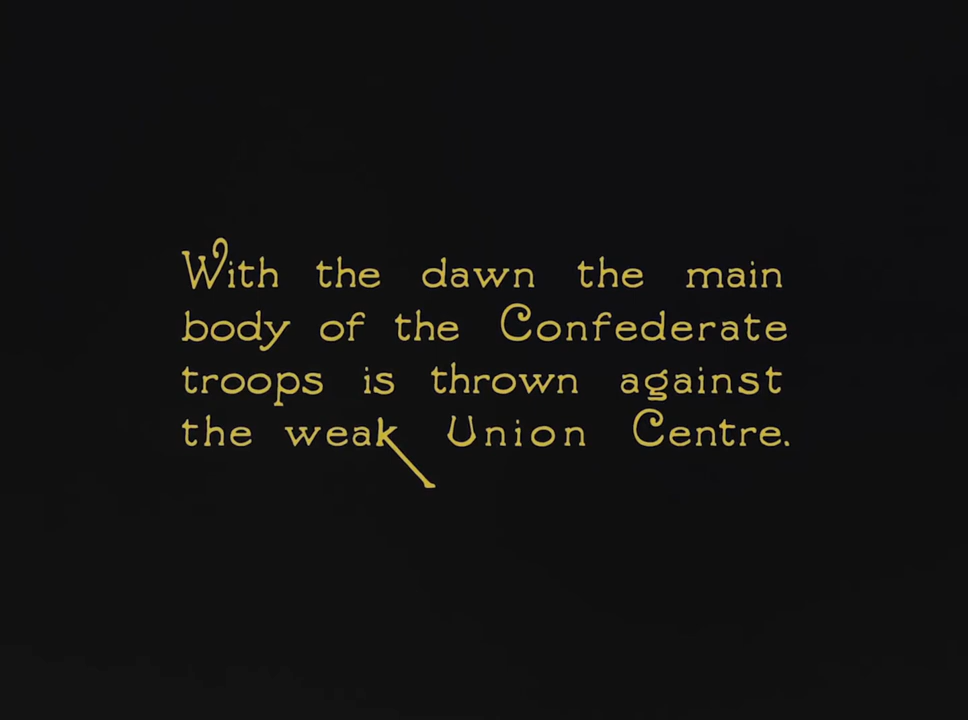 With the dawn the main
body of the Confederate
troops is thrown against
the weak Union Centre.